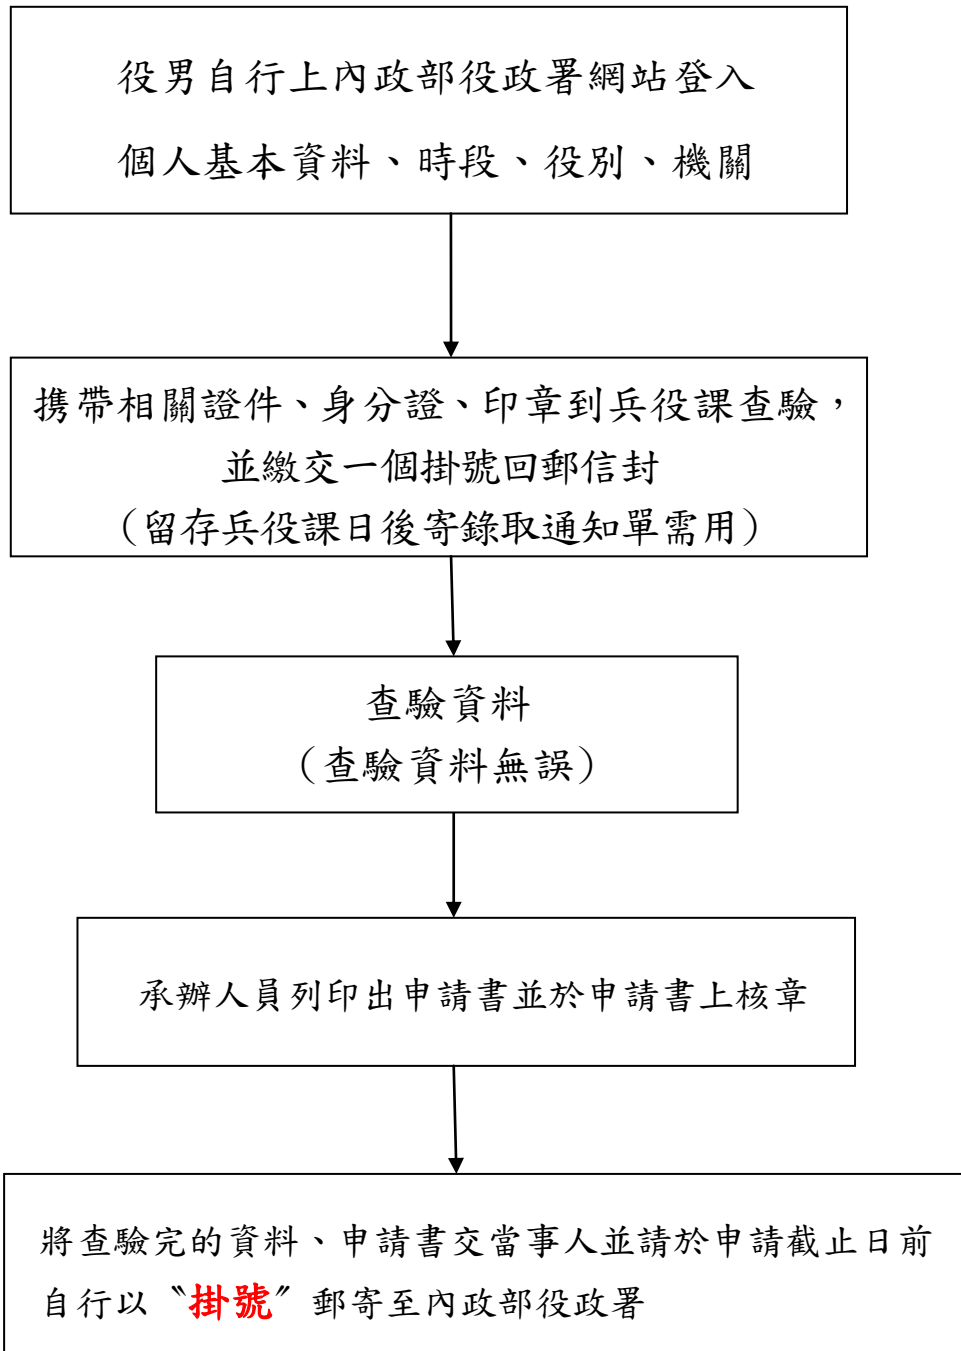 役男自行上內政部役政署網站登入
個人基本資料、時段、役別、機關
携帶相關證件、身分證、印章到兵役課查驗，
並繳交一個掛號回郵信封
（留存兵役課日後寄錄取通知單需用）
查驗資料
（查驗資料無誤）
承辦人員列印出申請書並於申請書上核章
將查驗完的資料、申請書交當事人並請於申請截止日前
自行以〝掛號〞郵寄至內政部役政署